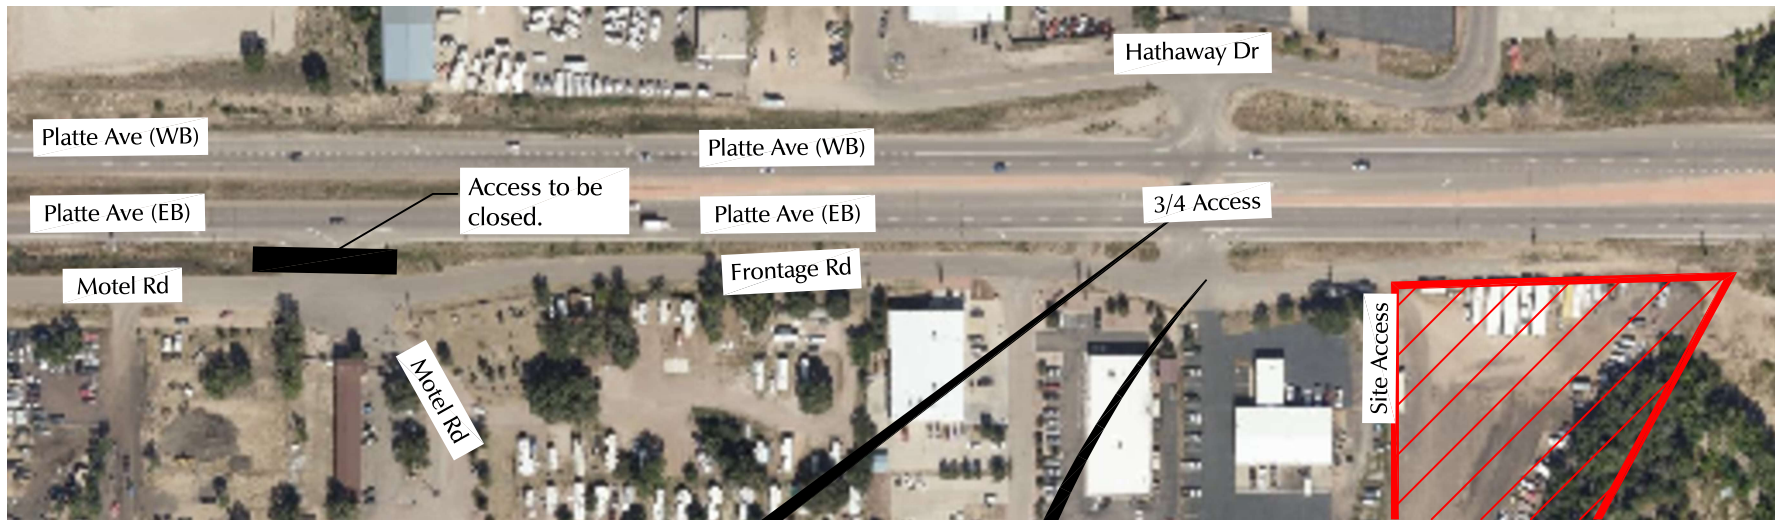 Hathaway Dr
Platte Ave (WB)
Platte Ave (WB)
Access to be
closed.
Platte Ave (EB)
Platte Ave (EB)
3/4 Access
Motel Rd
Frontage Rd
Site Access
Motel Rd